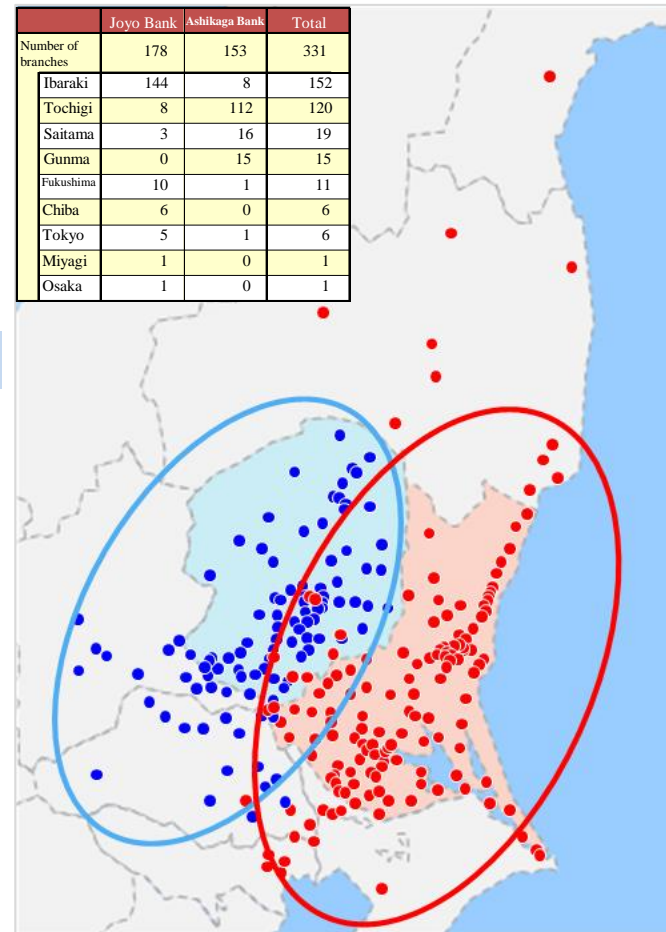 Joyo Bank Ashikaga Bank Total
Number of branches 178 153 331
Ibaraki 144 8 152
Tochigi 8 112 120
Saitama 3 16 19
Gunma 0 15 15
Fukushima 10 1 11
Chiba 6 0 6
Tokyo 5 1 6
Miyagi 1 0 1
Osaka 1 0 1